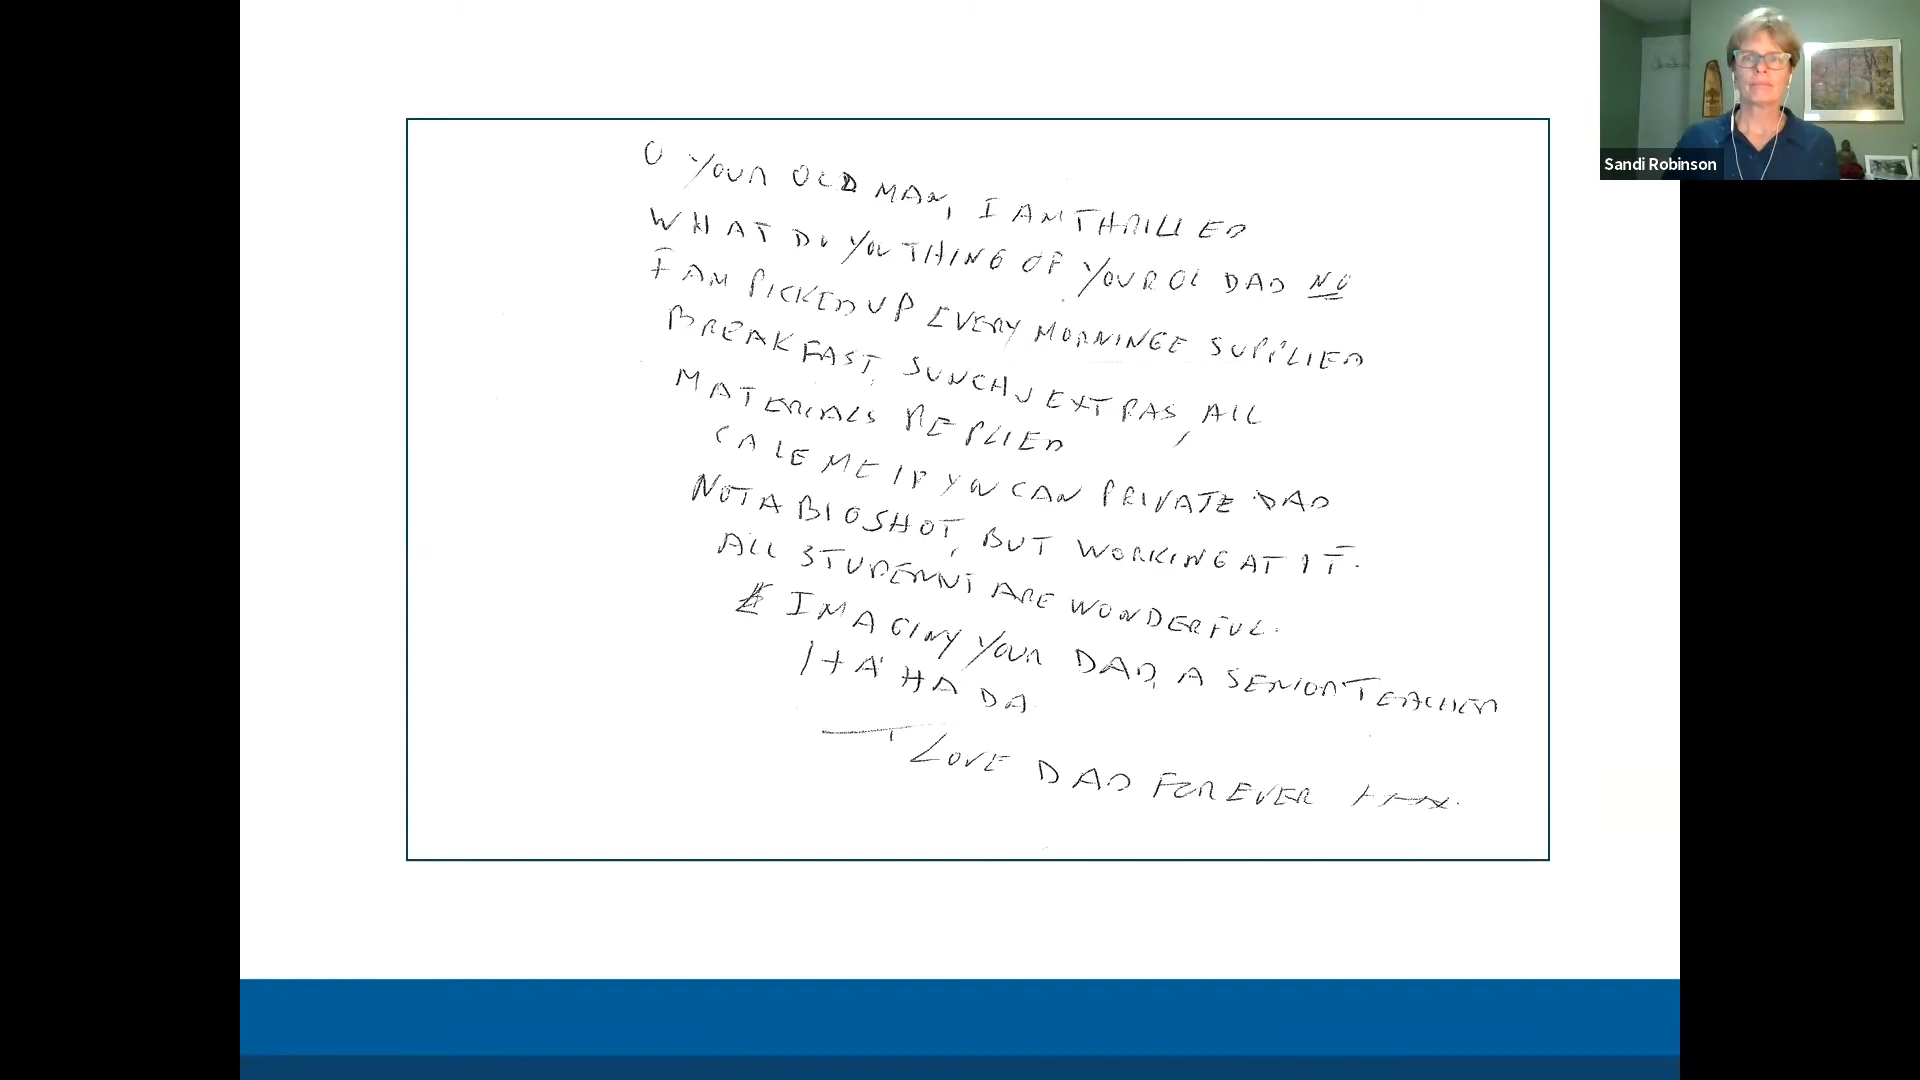 O YOUR OLD MAN, I AM THRILLED
WHAT DO YOU THING OF YOUR OL DAD NO
I AM PICKED UP EVERY MORNINGE SUPPLIED
BREAKFAST, SUNCH, EXTRAS, ALL
MATERIALS REPLIED
CALE ME IF YOU CAN PRIVATE DAD
NOT A BIG SHOT, BUT WORKING AT IT.
ALL STUDENNT ARE WONDERFUL.
IMAGINY YOUR DAD, A SENIOR TEACHER
HA HA DA
LOVE DAD FOREVER
Sandi Robinson